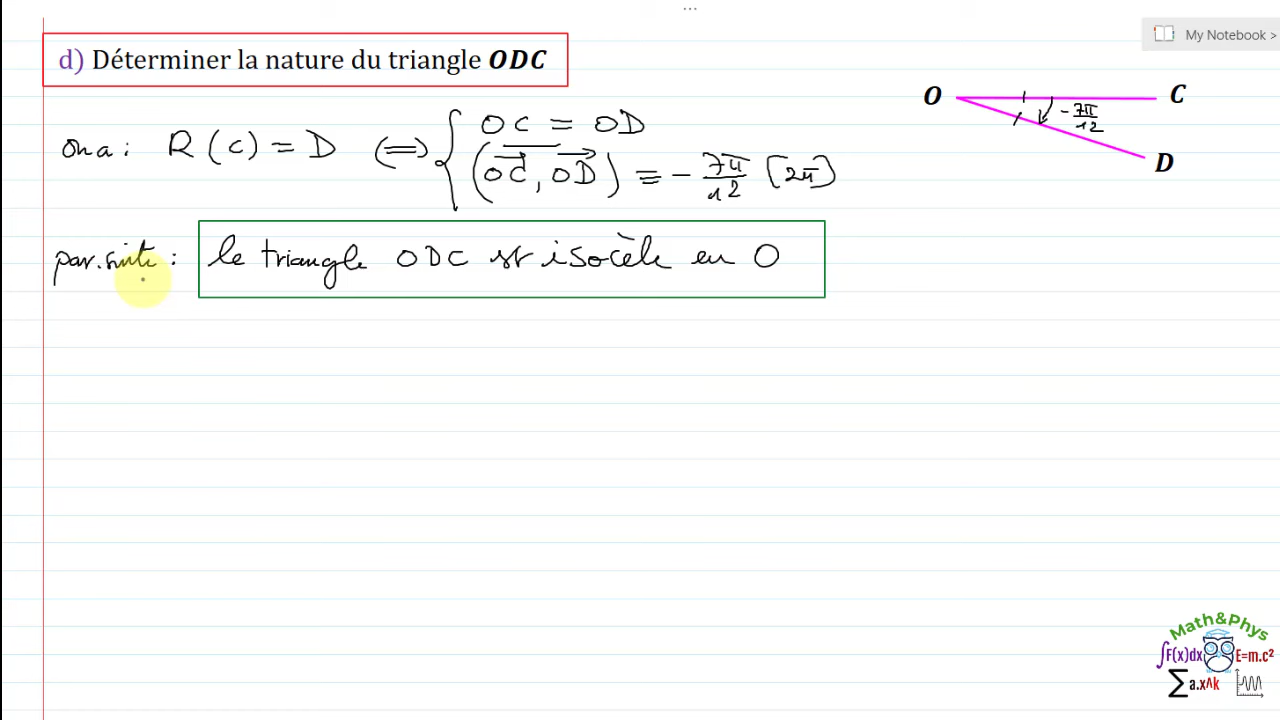 ...
My Notebook >
d) Déterminer la nature du triangle ODC
O C
-7π/12
D
on a : R(C) = D ⟺ { OC = OD
(OC, OD) ≡ -7π/12 [2π]
par.suite : le triangle ODC est isocèle en O
Math&Phys
∫F(x)dx E=m.c²
∑ a.x^k